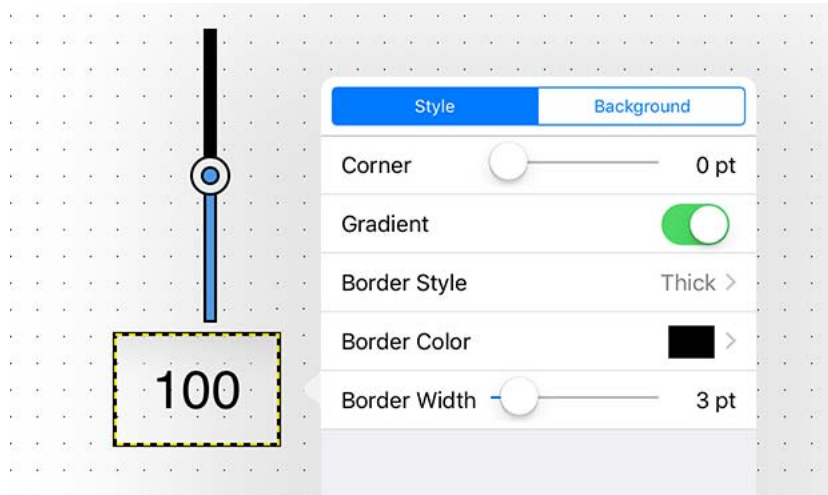 Style Background
Corner 0 pt
Gradient
Border Style Thick >
Border Color >
100
Border Width 3 pt